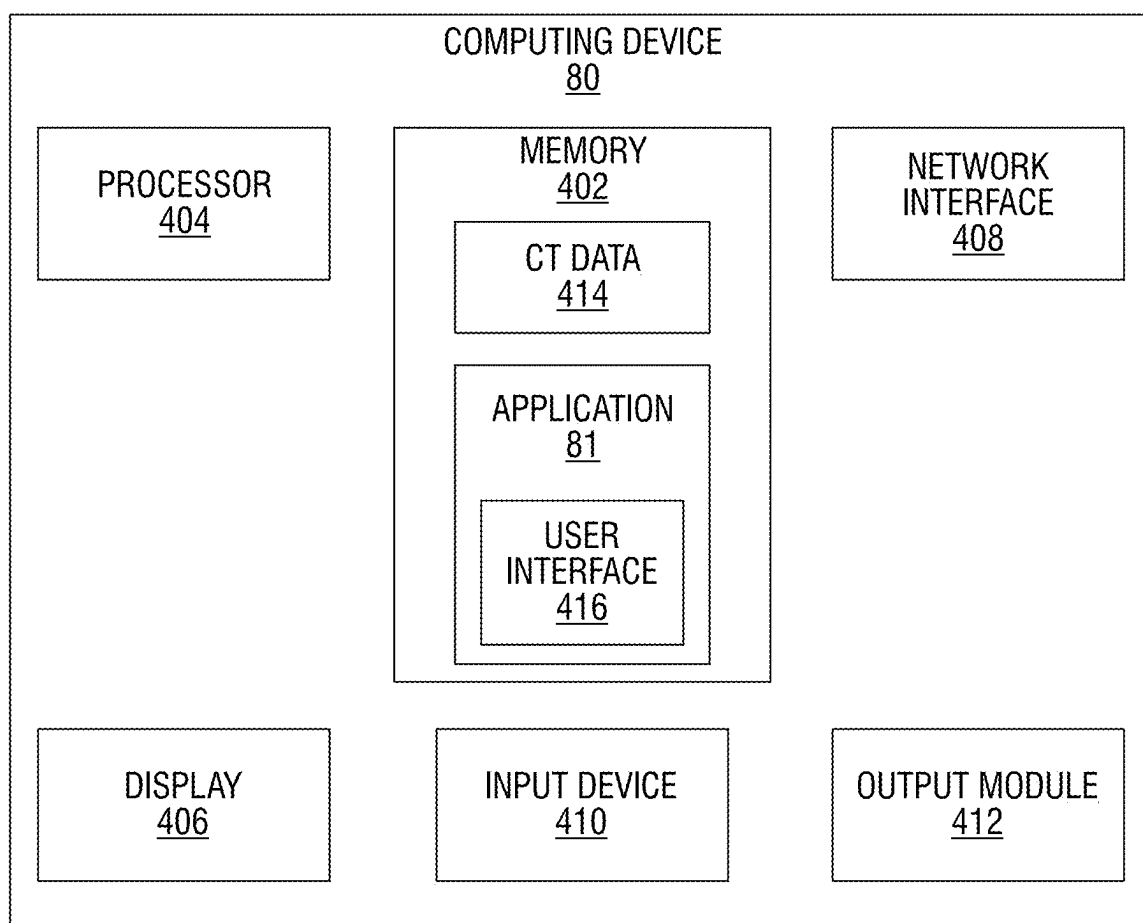 COMPUTING DEVICE
80
PROCESSOR
404
MEMORY
402
NETWORK
INTERFACE
408
CT DATA
414
APPLICATION
81
USER
INTERFACE
416
DISPLAY
406
INPUT DEVICE
410
OUTPUT MODULE
412